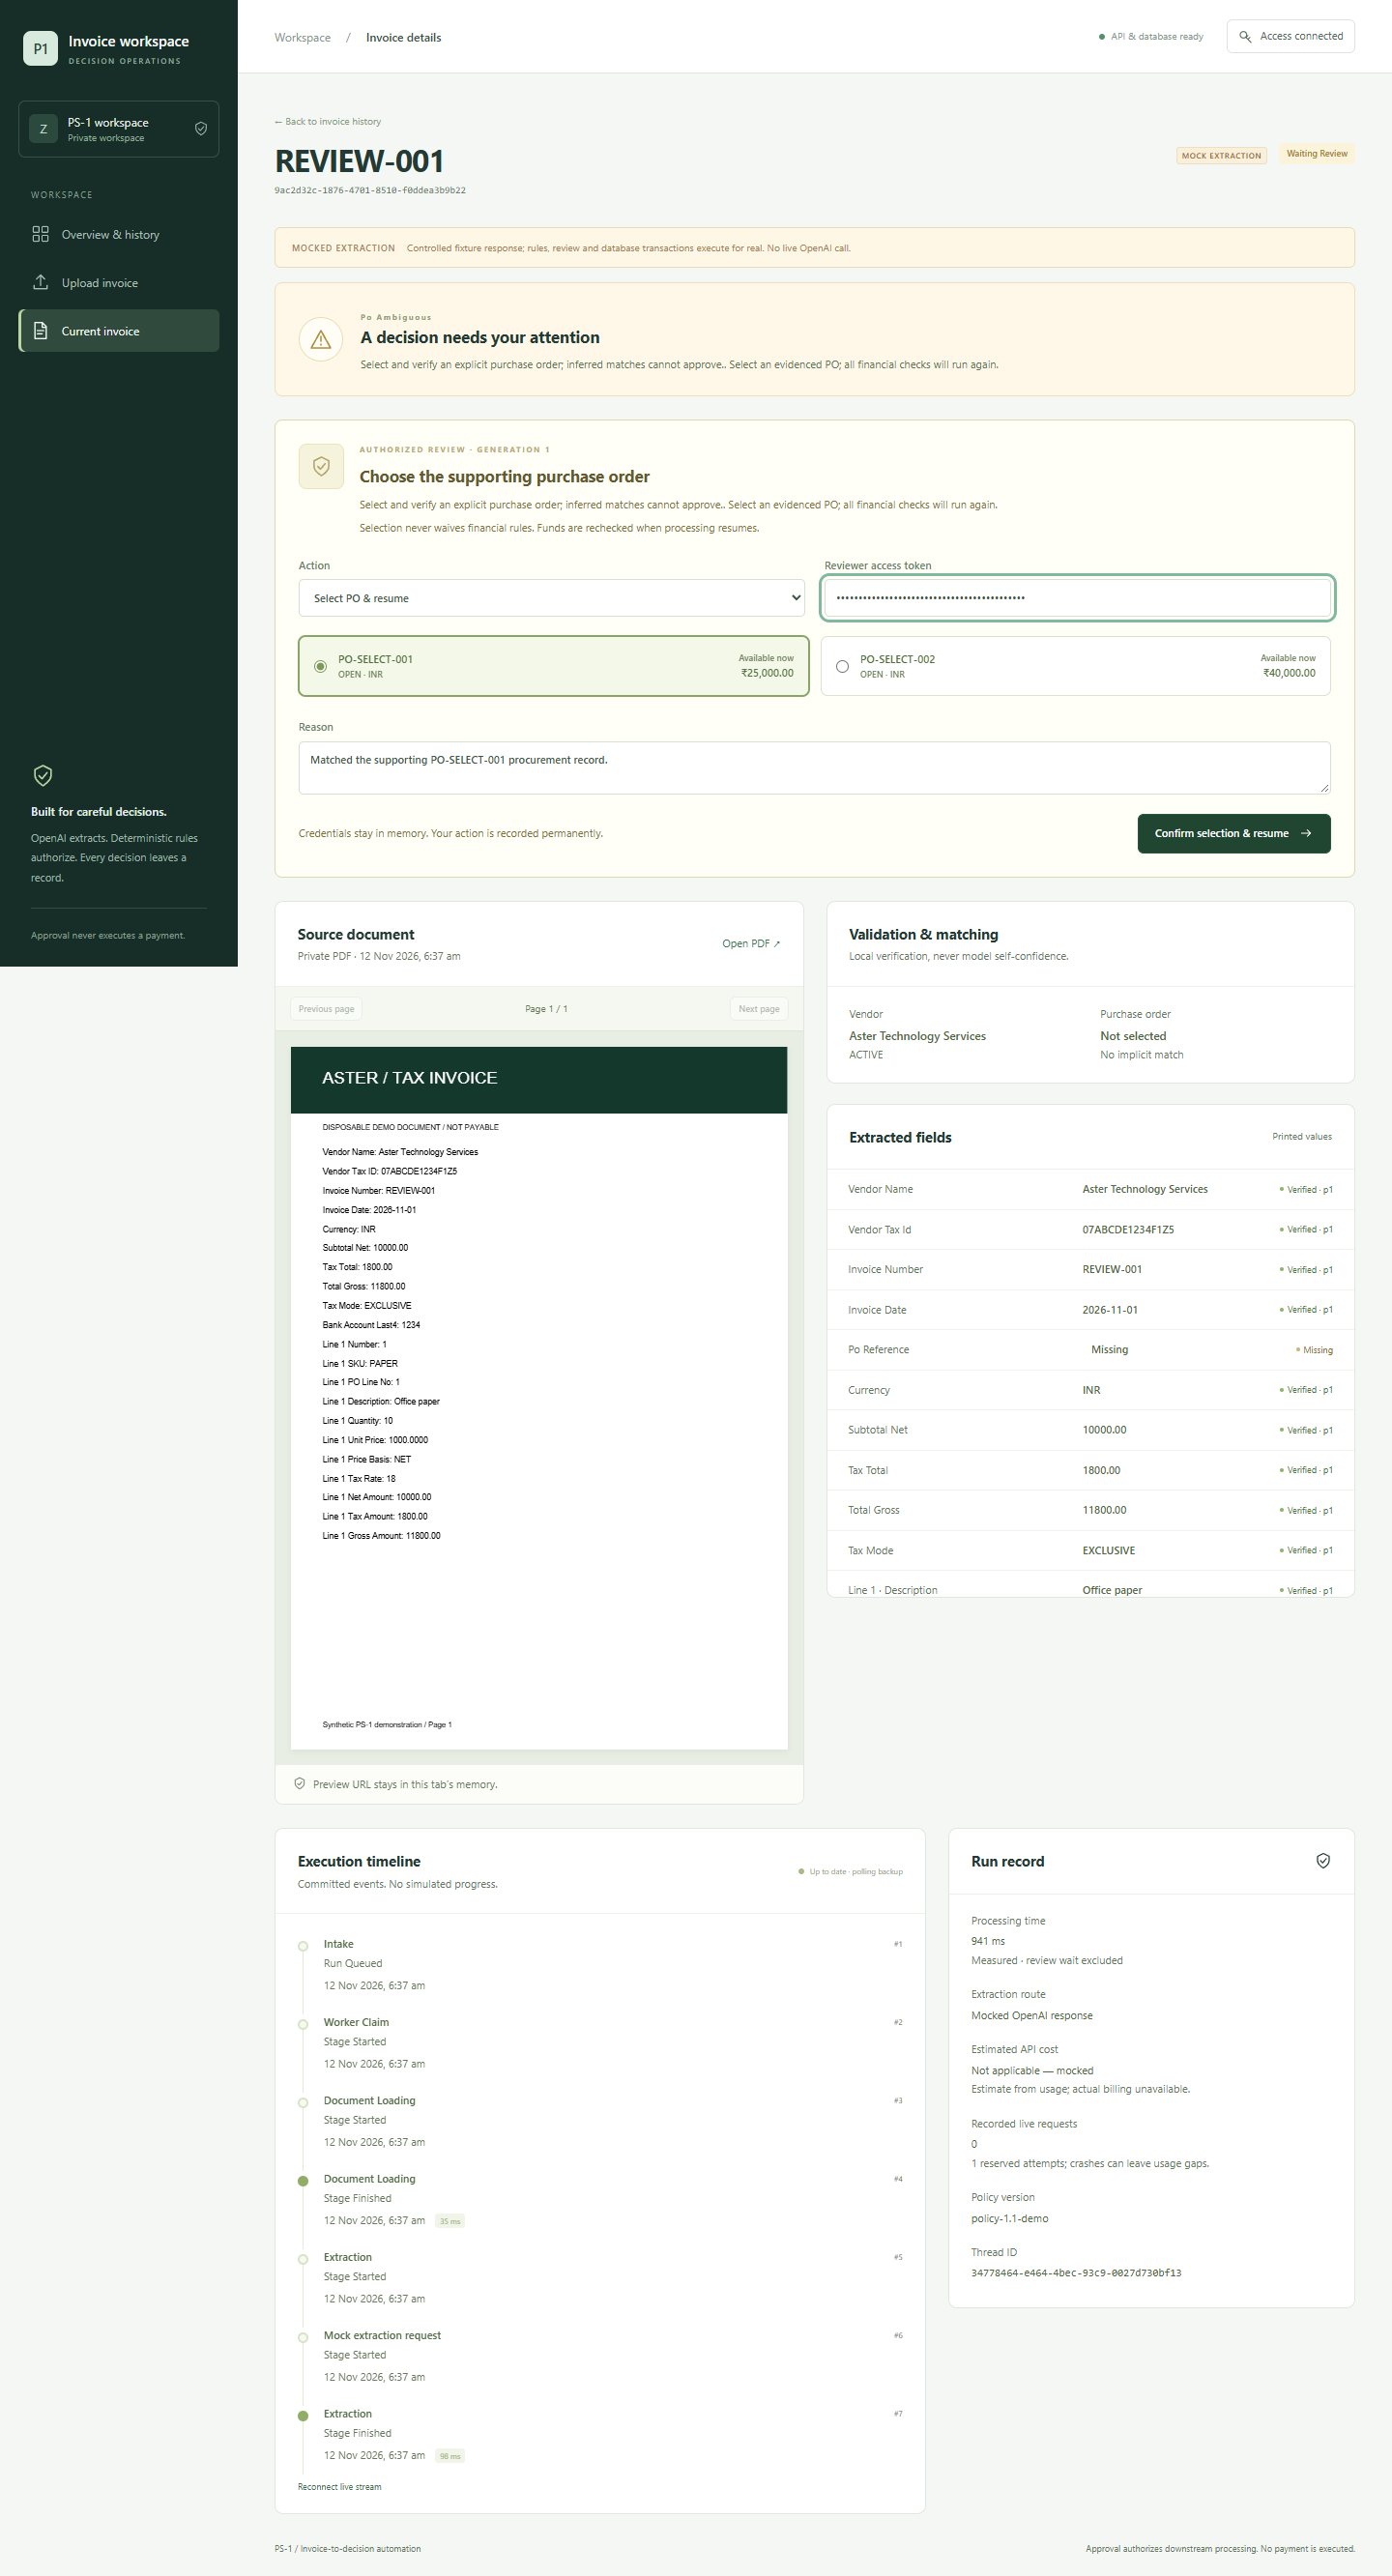 P1
Invoice workspace
DECISION OPERATIONS
Z
PS-1 workspace
Private workspace
WORKSPACE
Overview & history
Upload invoice
Current invoice
Built for careful decisions.
OpenAI extracts. Deterministic rules
authorize. Every decision leaves a
record.
Approval never executes a payment.
Workspace / Invoice details
API & database ready
Access connected
← Back to invoice history
REVIEW-001
9ac2d32c-1876-4701-8510-f0ddea3b9b22
MOCK EXTRACTION
Waiting Review
MOCKED EXTRACTION Controlled fixture response; rules, review and database transactions execute for real. No live OpenAI call.
Po Ambiguous
A decision needs your attention
Select and verify an explicit purchase order; inferred matches cannot approve.. Select an evidenced PO; all financial checks will run again.
AUTHORIZED REVIEW · GENERATION 1
Choose the supporting purchase order
Select and verify an explicit purchase order; inferred matches cannot approve.. Select an evidenced PO; all financial checks will run again.
Selection never waives financial rules. Funds are rechecked when processing resumes.
Action
Select PO & resume
Reviewer access token
PO-SELECT-001
OPEN · INR
Available now
₹25,000.00
PO-SELECT-002
OPEN · INR
Available now
₹40,000.00
Reason
Matched the supporting PO-SELECT-001 procurement record.
Credentials stay in memory. Your action is recorded permanently.
Confirm selection & resume →
Source document
Private PDF · 12 Nov 2026, 6:37 am
Open PDF ↗
Previous page
Page 1 / 1
Next page
ASTER / TAX INVOICE
DISPOSABLE DEMO DOCUMENT / NOT PAYABLE
Vendor Name: Aster Technology Services
Vendor Tax ID: 07ABCDE1234F1Z5
Invoice Number: REVIEW-001
Invoice Date: 2026-11-01
Currency: INR
Subtotal Net: 10000.00
Tax Total: 1800.00
Total Gross: 11800.00
Tax Mode: EXCLUSIVE
Bank Account Last4: 1234
Line 1 Number: 1
Line 1 SKU: PAPER
Line 1 PO Line No: 1
Line 1 Description: Office paper
Line 1 Quantity: 10
Line 1 Unit Price: 1000.0000
Line 1 Price Basis: NET
Line 1 Tax Rate: 18
Line 1 Net Amount: 10000.00
Line 1 Tax Amount: 1800.00
Line 1 Gross Amount: 11800.00
Synthetic PS-1 demonstration / Page 1
Preview URL stays in this tab's memory.
Validation & matching
Local verification, never model self-confidence.
Vendor
Aster Technology Services
ACTIVE
Purchase order
Not selected
No implicit match
Extracted fields
Printed values
Vendor Name Aster Technology Services Verified · p1
Vendor Tax Id 07ABCDE1234F1Z5 Verified · p1
Invoice Number REVIEW-001 Verified · p1
Invoice Date 2026-11-01 Verified · p1
Po Reference Missing Missing
Currency INR Verified · p1
Subtotal Net 10000.00 Verified · p1
Tax Total 1800.00 Verified · p1
Total Gross 11800.00 Verified · p1
Tax Mode EXCLUSIVE Verified · p1
Line 1 · Description Office paper Verified · p1
Execution timeline
Committed events. No simulated progress.
Up to date · polling backup
Intake #1
Run Queued
12 Nov 2026, 6:37 am
Worker Claim #2
Stage Started
12 Nov 2026, 6:37 am
Document Loading #3
Stage Started
12 Nov 2026, 6:37 am
Document Loading #4
Stage Finished
12 Nov 2026, 6:37 am 35 ms
Extraction #5
Stage Started
12 Nov 2026, 6:37 am
Mock extraction request #6
Stage Started
12 Nov 2026, 6:37 am
Extraction #7
Stage Finished
12 Nov 2026, 6:37 am 98 ms
Reconnect live stream
Run record
Processing time
941 ms
Measured · review wait excluded
Extraction route
Mocked OpenAI response
Estimated API cost
Not applicable — mocked
Estimate from usage; actual billing unavailable.
Recorded live requests
0
1 reserved attempts; crashes can leave usage gaps.
Policy version
policy-1.1-demo
Thread ID
34778464-e464-4bec-93c9-0027d730bf13
PS-1 / Invoice-to-decision automation
Approval authorizes downstream processing. No payment is executed.